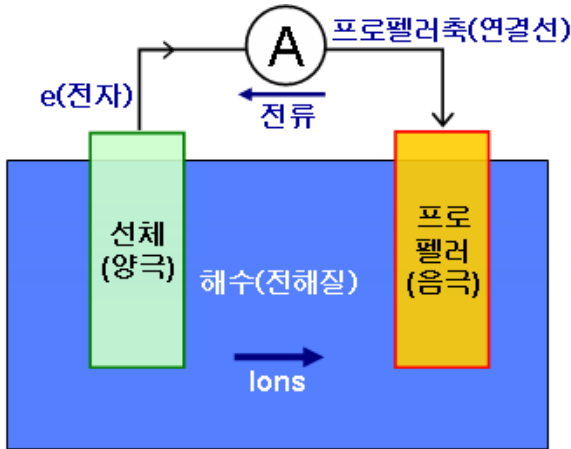 A
프로펠러축(연결선)
e(전자)
전류
선체
(양극)
프로
펠러
(음극)
해수(전해질)
Ions